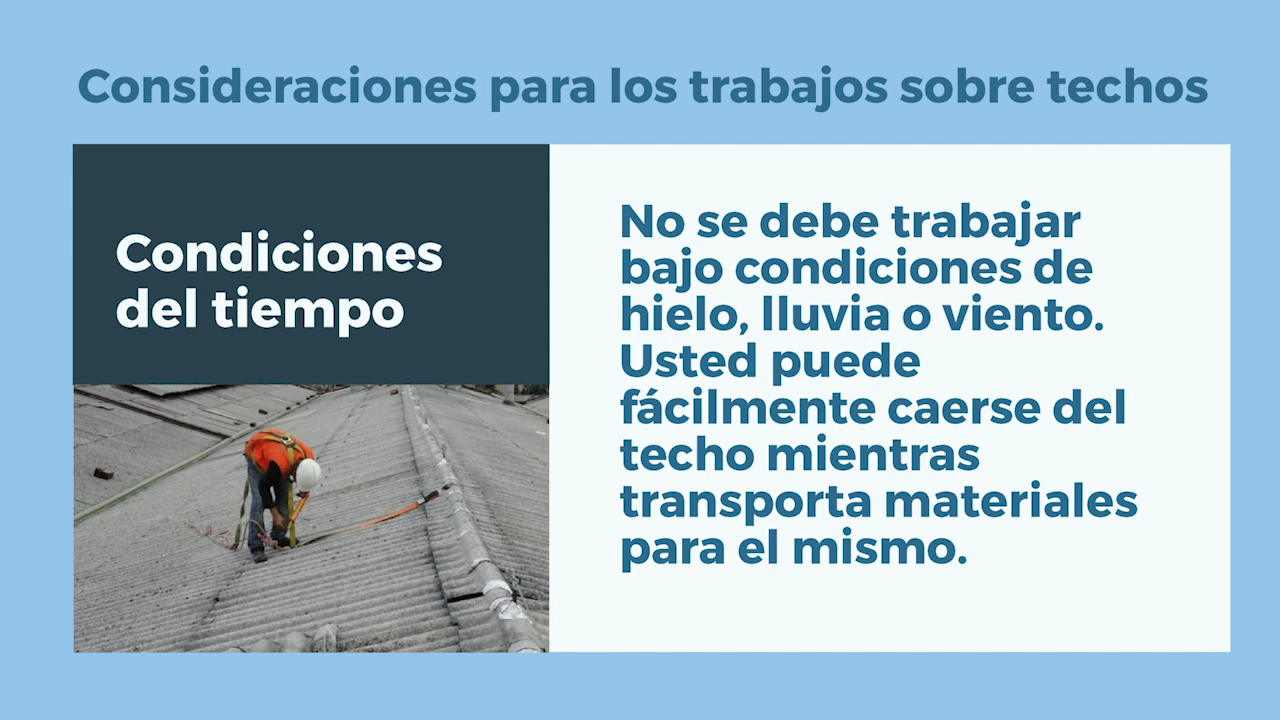 Consideraciones para los trabajos sobre techos
Condiciones
del tiempo
No se debe trabajar
bajo condiciones de
hielo, lluvia o viento.
Usted puede
fácilmente caerse del
techo mientras
transporta materiales
para el mismo.